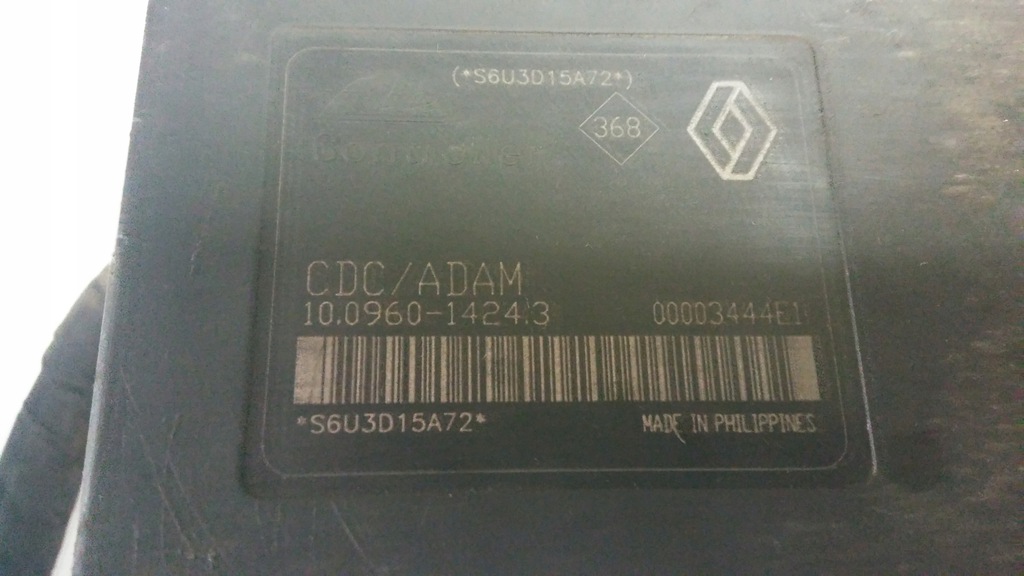 (*S6U3D15A72*)
368
CDC/ADAM
10.0960-1424.3 00003444E1
*S6U3D15A72*
MADE IN PHILIPPINES